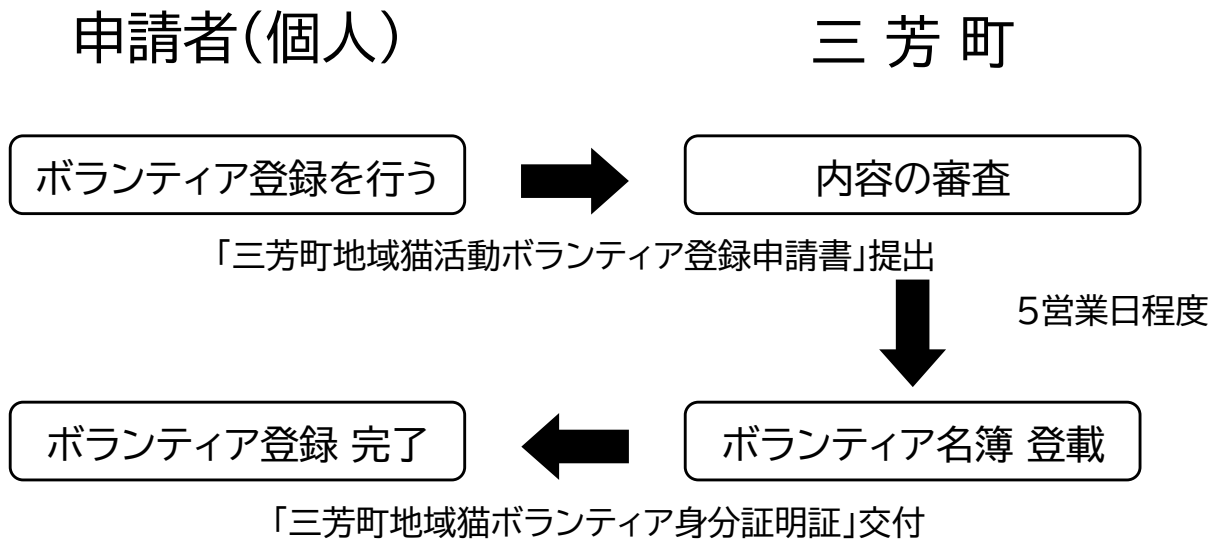 申請者（個人）
三 芳 町
ボランティア登録を行う
内容の審査
「三芳町地域猫活動ボランティア登録申請書」提出
５営業日程度
ボランティア登録 完了
ボランティア名簿 登載
「三芳町地域猫ボランティア身分証明証」交付